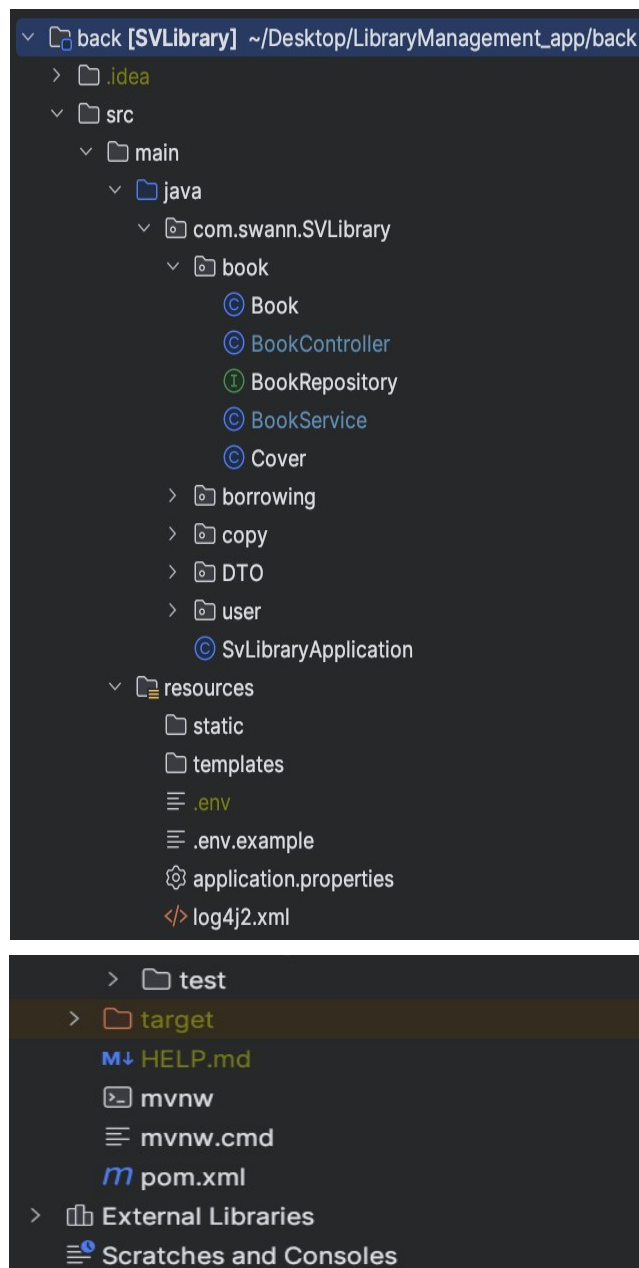 back [SVLibrary] ~/Desktop/LibraryManagement_app/back
.idea
src
main
java
com.swann.SVLibrary
book
Book
BookController
BookRepository
BookService
Cover
borrowing
copy
DTO
user
SvLibraryApplication
resources
static
templates
.env
.env.example
application.properties
log4j2.xml
test
target
HELP.md
mvnw
mvnw.cmd
pom.xml
External Libraries
Scratches and Consoles